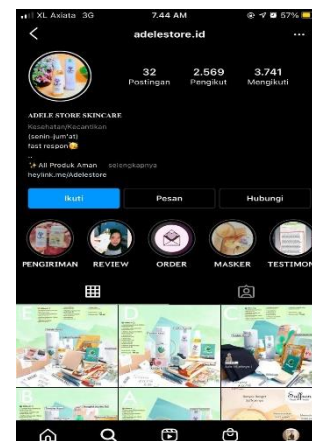 XL Axiata 3G 7.44 AM 57%
adelestore.id
32 2.569 3.741
Postingan Pengikut Mengikuti
ADELE STORE SKINCARE
Kesehatan/Kecantikan
(senin-jum'at)
fast respon
..
All Produk Aman selengkapnya
heylink.me/Adelestore
Ikuti Pesan Hubungi
PENGIRIMAN REVIEW ORDER MASKER TESTIMON
E D C
B A